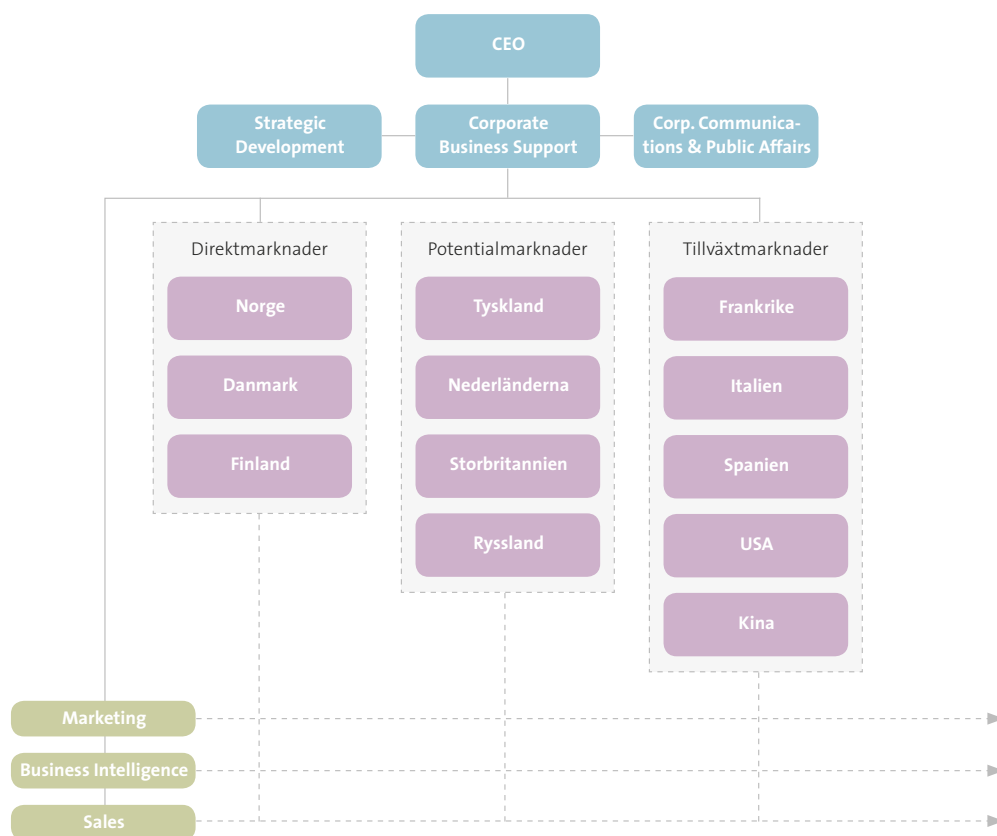 CEO
Strategic
Development
Corporate
Business Support
Corp. Communica-
tions & Public Affairs
Direktmarknader
Norge
Danmark
Finland
Potentialmarknader
Tyskland
Nederländerna
Storbritannien
Ryssland
Tillväxtmarknader
Frankrike
Italien
Spanien
USA
Kina
Marketing
Business Intelligence
Sales